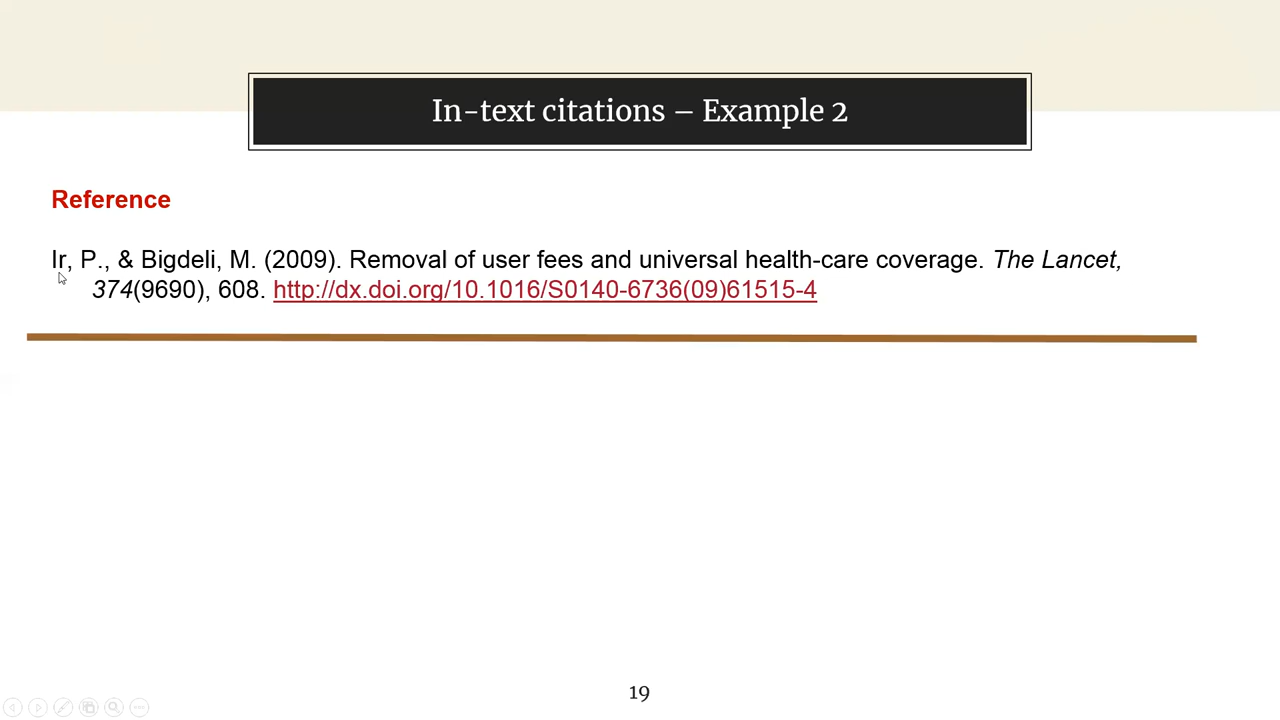 In-text citations – Example 2
Reference
Ir, P., & Bigdeli, M. (2009). Removal of user fees and universal health-care coverage. The Lancet,
374(9690), 608. http://dx.doi.org/10.1016/S0140-6736(09)61515-4
19